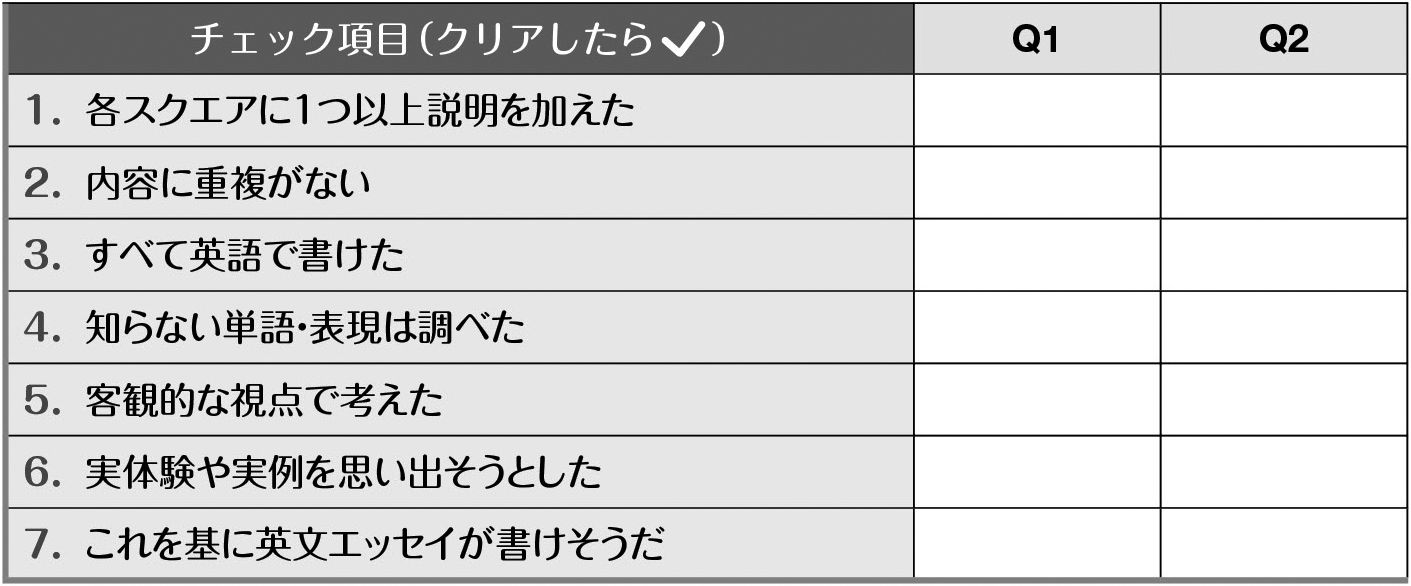 チェック項目（クリアしたら✓） Q1 Q2
1. 各スクエアに1つ以上説明を加えた
2. 内容に重複がない
3. すべて英語で書けた
4. 知らない単語・表現は調べた
5. 客観的な視点で考えた
6. 実体験や実例を思い出そうとした
7. これを基に英文エッセイが書けそうだ